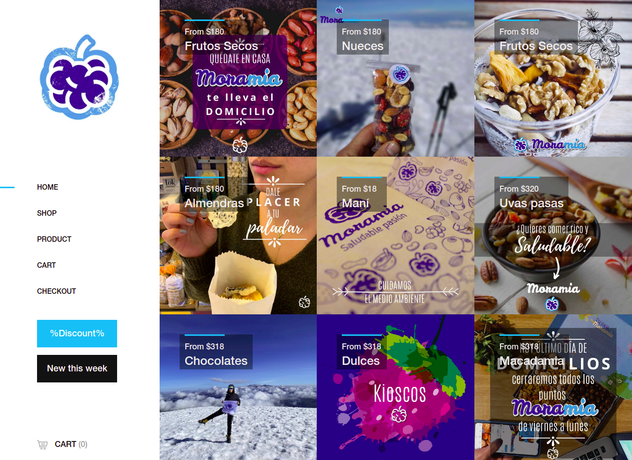 HOME
SHOP
PRODUCT
CART
CHECKOUT
%Discount%
New this week
CART (0)
From $180
Frutos Secos
QUÉDATE EN CASA
Moramia
te lleva el
DOMICILIO
Mora
From $180
Nueces
From $180
Frutos Secos
Moramia
From $180
Almendras
DALE
PLACER
A TU
paladar
From $18
Maní
Moramia
Saludable pasión
CUIDAMOS
EL MEDIO AMBIENTE
From $320
Uvas pasas
¿Quieres comer rico y
Saludable?
Moramia
From $318
Chocolates
From $318
Dulces
Kioscos
From $318
Macadamia
ÚLTIMO DÍA DE
DOMICILIOS
cerraremos todos los
puntos
Moramia
de viernes a lunes